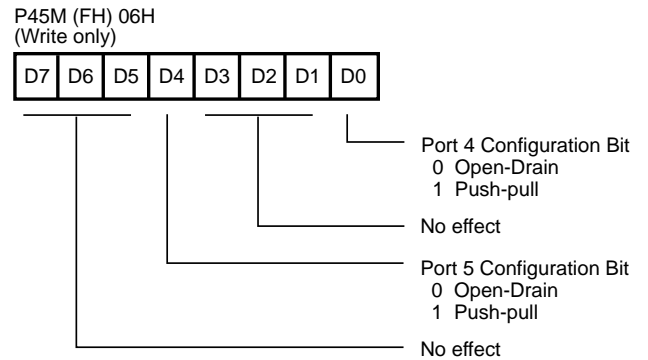 P45M (FH) 06H
(Write only)
D7 D6 D5 D4 D3 D2 D1 D0
Port 4 Configuration Bit
0 Open-Drain
1 Push-pull
No effect
Port 5 Configuration Bit
0 Open-Drain
1 Push-pull
No effect